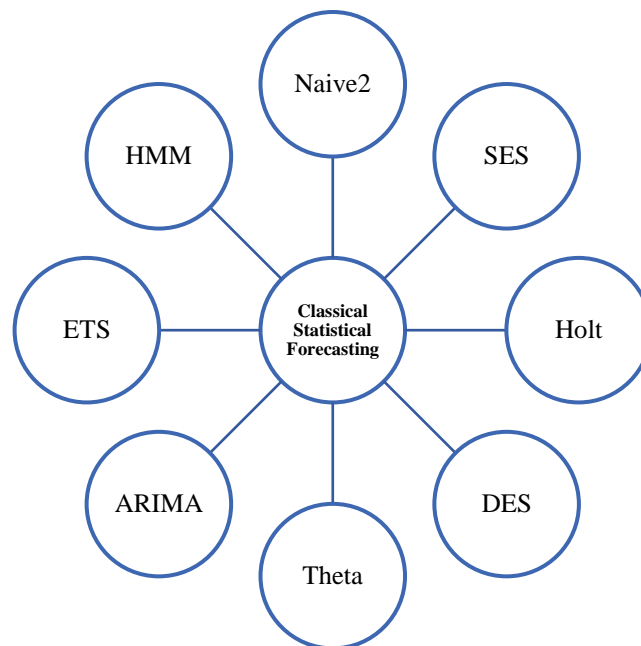 Naive2
HMM
SES
ETS
Classical
Statistical
Forecasting
Holt
ARIMA
DES
Theta